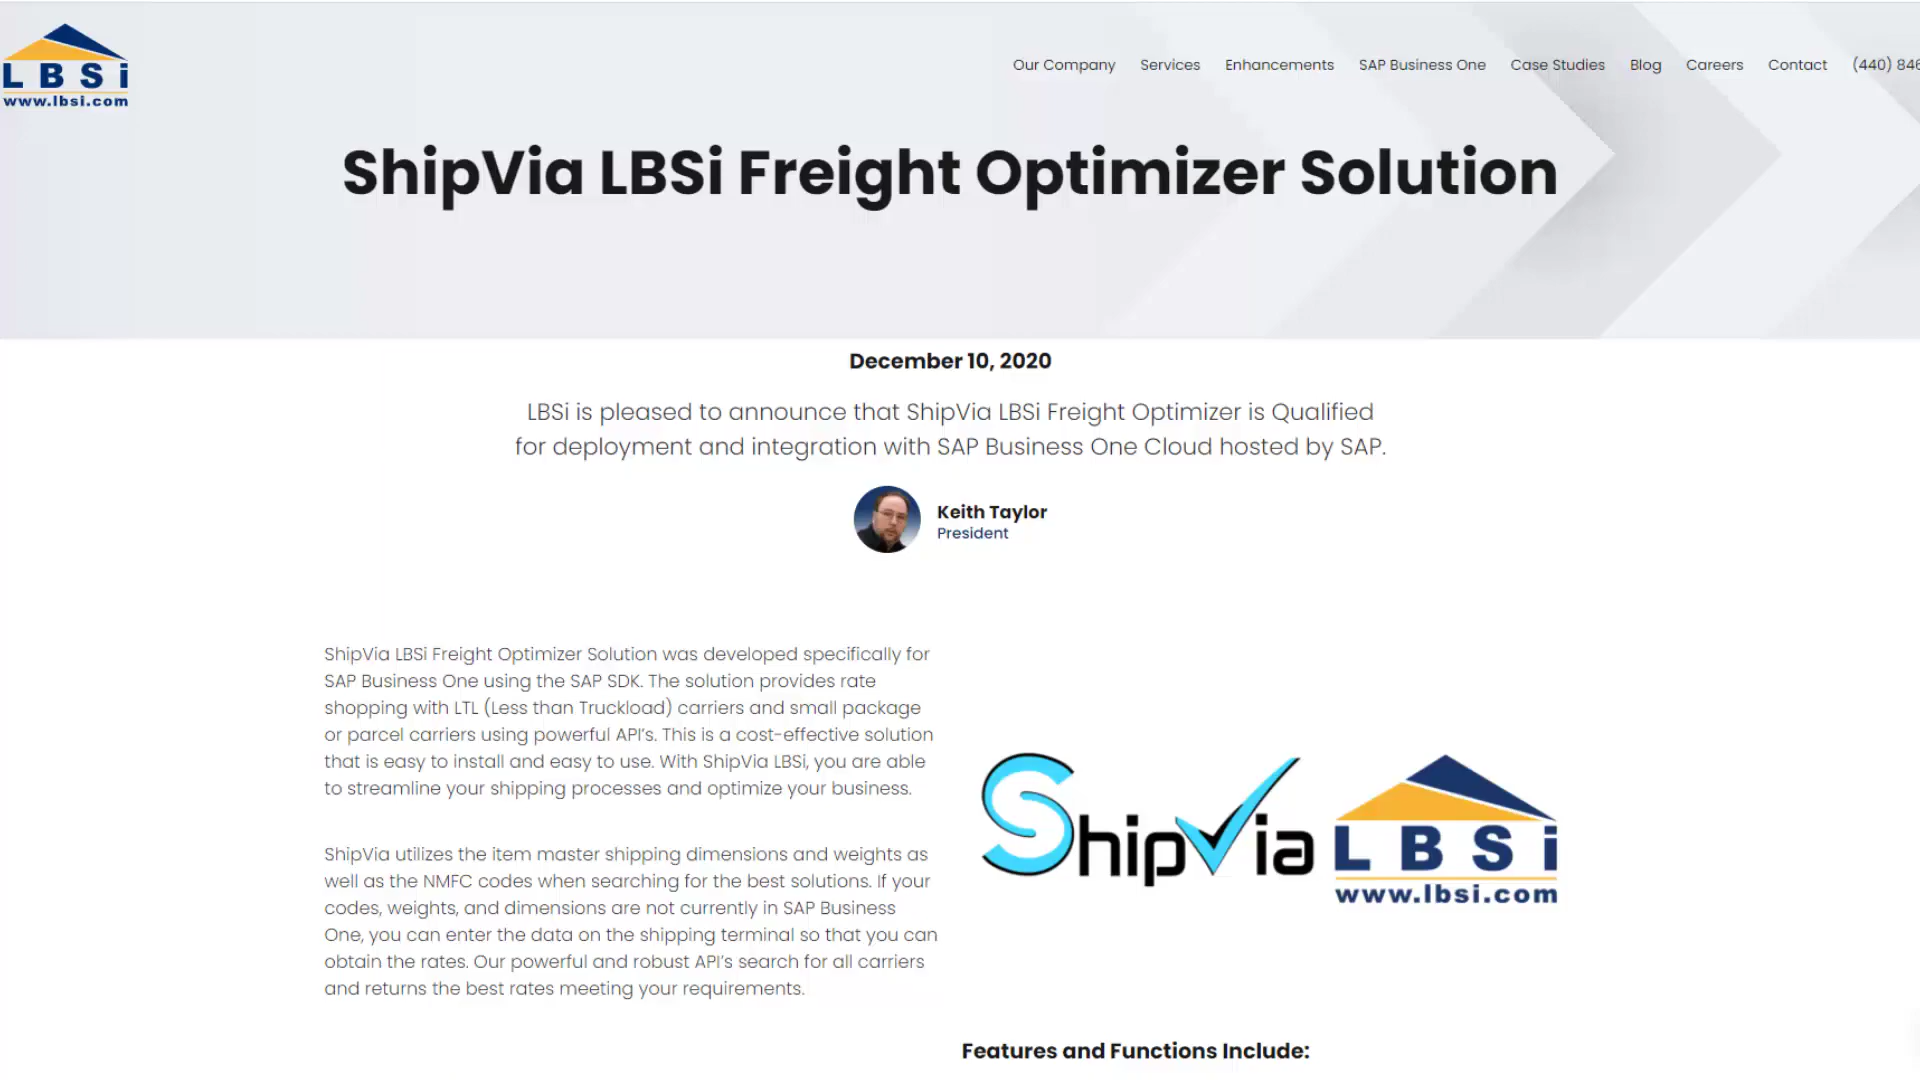 LBSi
www.lbsi.com
Our Company Services Enhancements SAP Business One Case Studies Blog Careers Contact (440) 846
ShipVia LBSi Freight Optimizer Solution
December 10, 2020
LBSi is pleased to announce that ShipVia LBSi Freight Optimizer is Qualified
for deployment and integration with SAP Business One Cloud hosted by SAP.
Keith Taylor
President
ShipVia LBSi Freight Optimizer Solution was developed specifically for
SAP Business One using the SAP SDK. The solution provides rate
shopping with LTL (Less than Truckload) carriers and small package
or parcel carriers using powerful API's. This is a cost-effective solution
that is easy to install and easy to use. With ShipVia LBSi, you are able
to streamline your shipping processes and optimize your business.
ShipVia utilizes the item master shipping dimensions and weights as
well as the NMFC codes when searching for the best solutions. If your
codes, weights, and dimensions are not currently in SAP Business
One, you can enter the data on the shipping terminal so that you can
obtain the rates. Our powerful and robust API's search for all carriers
and returns the best rates meeting your requirements.
ShipVia LBSi
www.lbsi.com
Features and Functions Include: